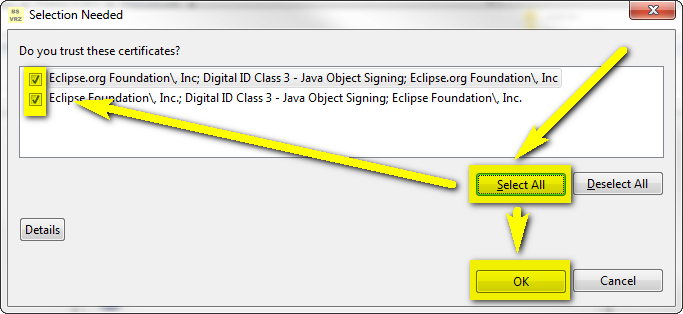 BS
VRZ
Selection Needed
Do you trust these certificates?
Eclipse.org Foundation\, Inc; Digital ID Class 3 - Java Object Signing; Eclipse.org Foundation\, Inc
Eclipse Foundation\, Inc.; Digital ID Class 3 - Java Object Signing; Eclipse Foundation\, Inc.
Select All
Deselect All
Details
OK
Cancel